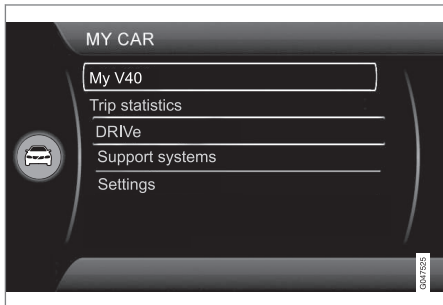 MY CAR
My V40
Trip statistics
DRIVe
Support systems
Settings
G047525